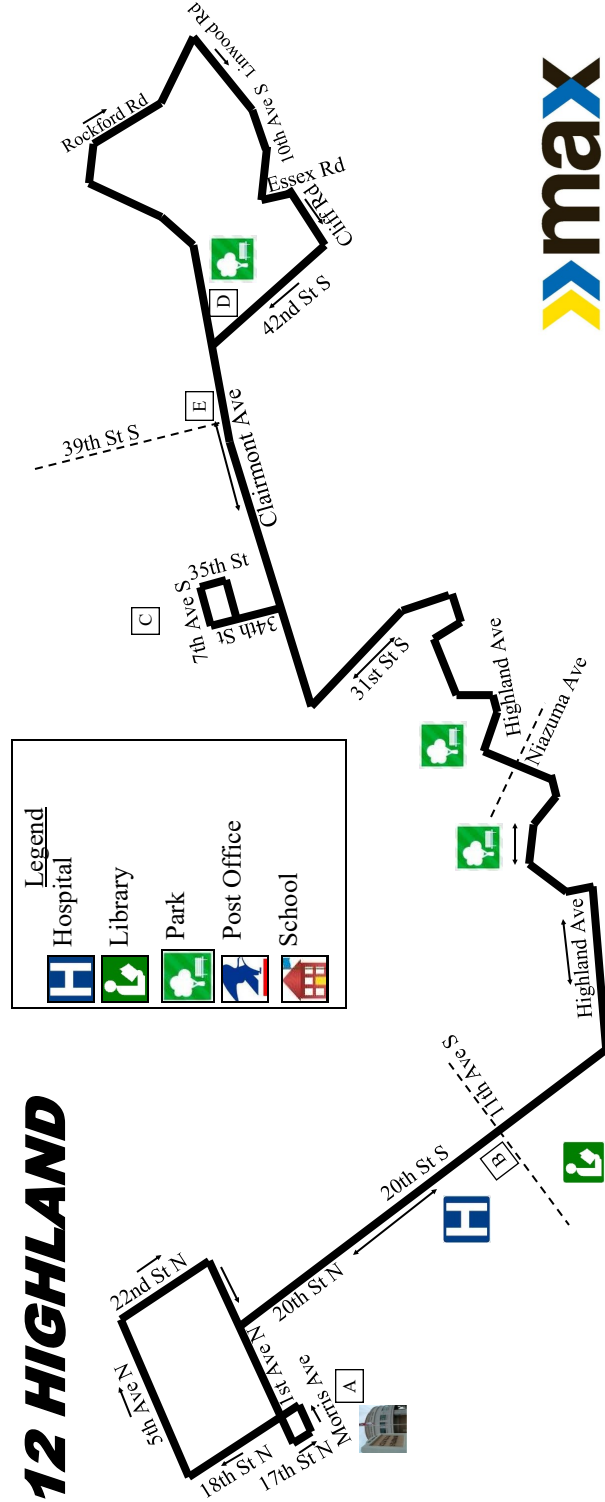 12 HIGHLAND
Legend
Hospital
Library
Park
Post Office
School
max
5th Ave N
22nd St N
18th St N
17th St N
1st Ave N
Morris Ave
A
20th St N
20th St S
B
11th Ave S
Highland Ave
Niazuma Ave
Highland Ave
31st St S
C
7th Ave S
35th St
34th St
Clairmont Ave
39th St S
E
D
42nd St S
Cliff Rd
Essex Rd
10th Ave S
Linwood Rd
Rockford Rd
H
H